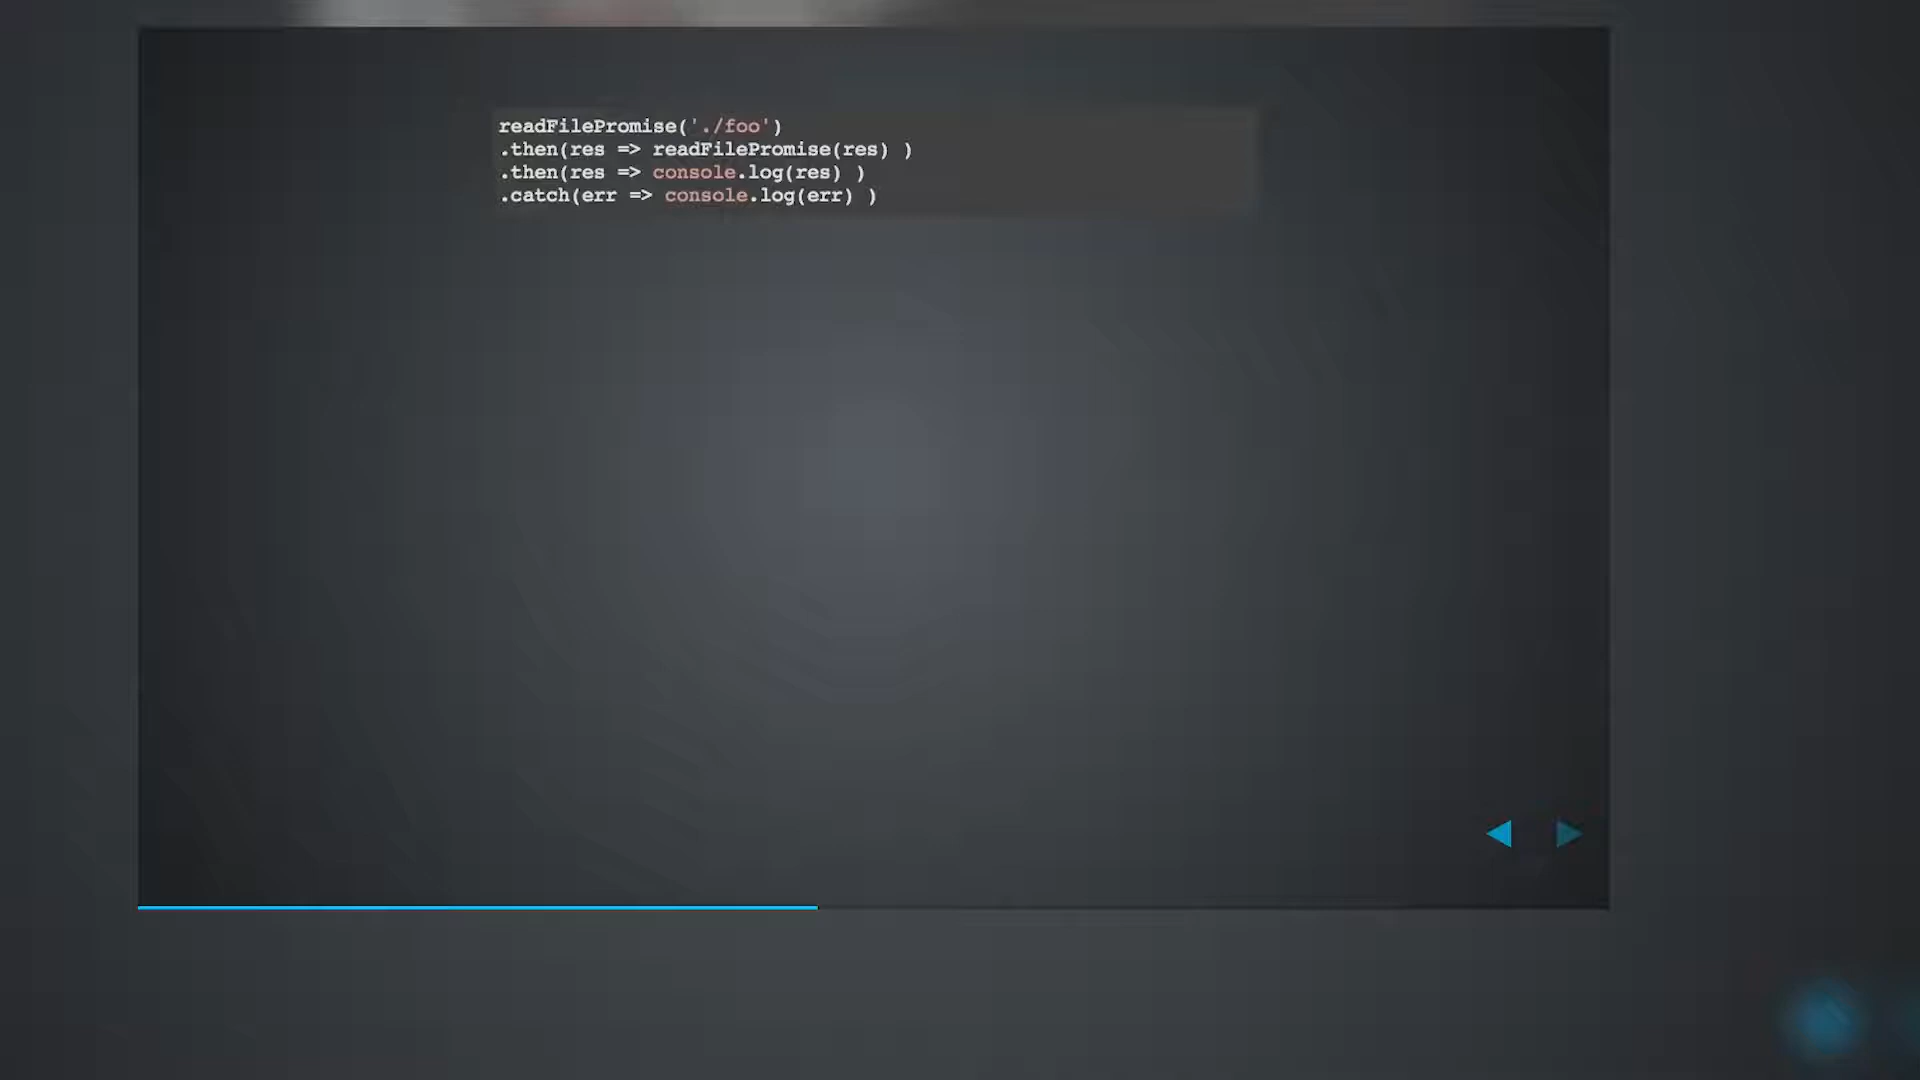 readFilePromise('./foo')
.then(res => readFilePromise(res) )
.then(res => console.log(res) )
.catch(err => console.log(err) )